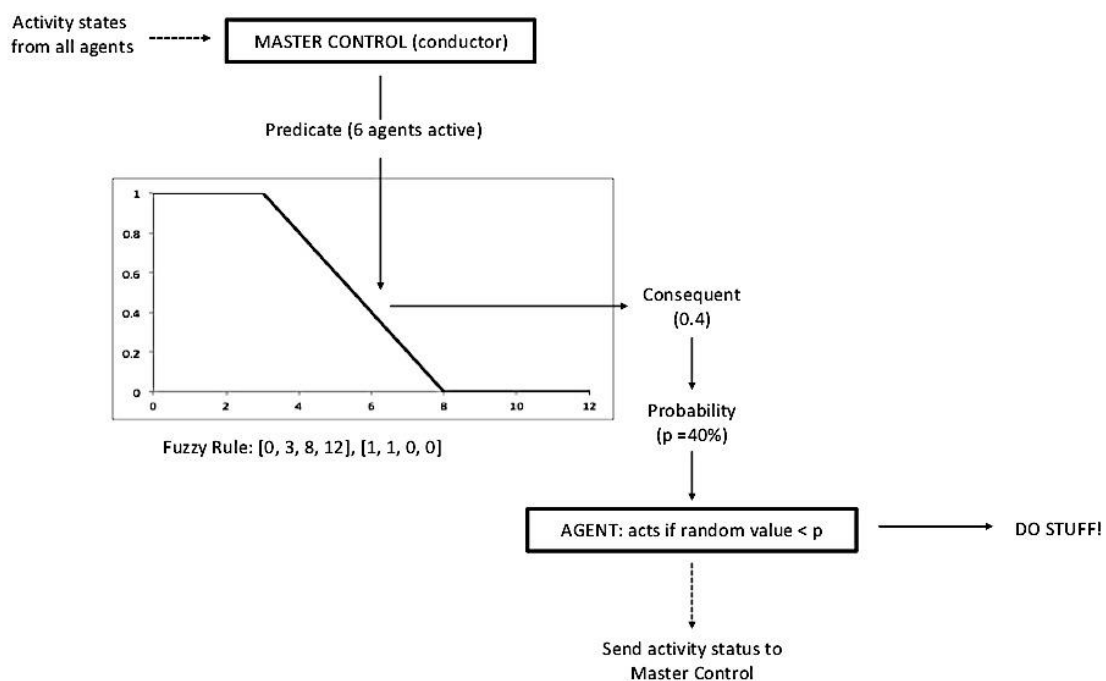 Activity states
from all agents
MASTER CONTROL (conductor)
Predicate (6 agents active)
1
0.8
0.6
0.4
0.2
0
0 2 4 6 8 10 12
Fuzzy Rule: [0, 3, 8, 12], [1, 1, 0, 0]
Consequent
(0.4)
Probability
(p =40%)
AGENT: acts if random value < p
DO STUFF!
Send activity status to
Master Control